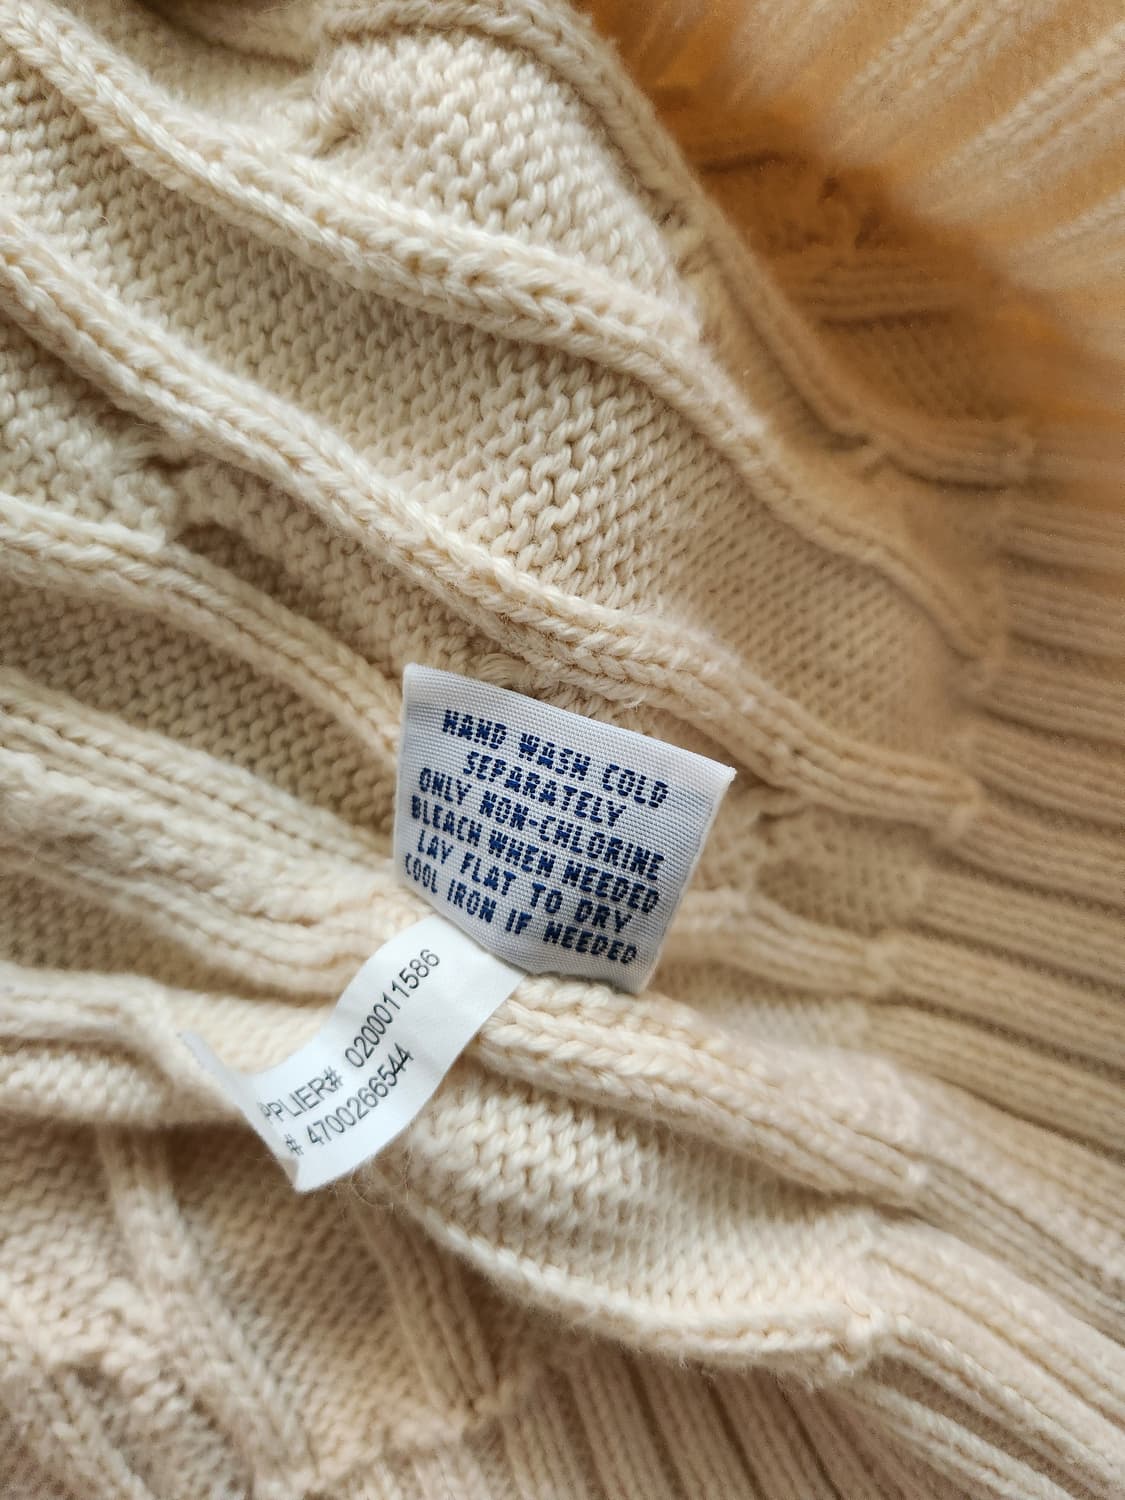 HAND WASH COLD
SEPARATELY
ONLY NON-CHLORINE
BLEACH WHEN NEEDED
LAY FLAT TO DRY
COOL IRON IF NEEDED
PPLIER# 0200011586
# 4700266544